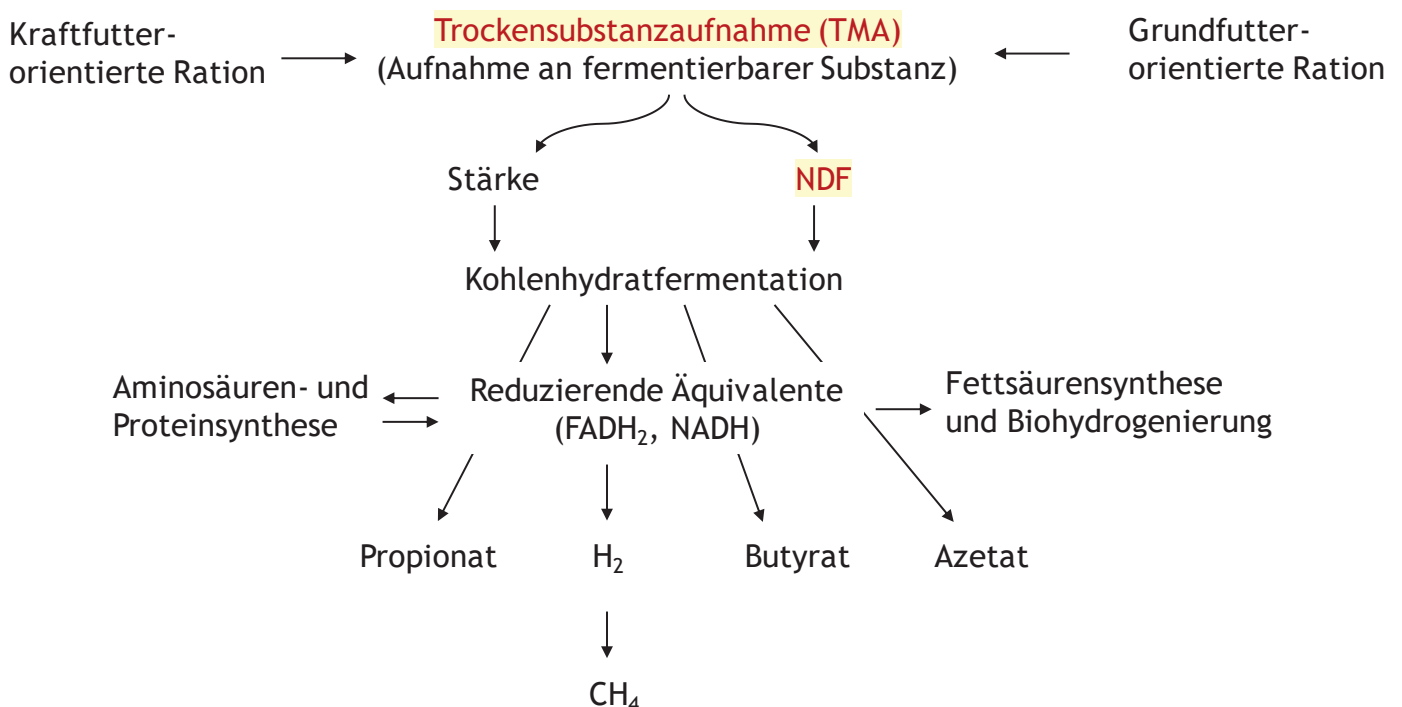 Kraftfutter-
orientierte Ration
Trockensubstanzaufnahme (TMA)
(Aufnahme an fermentierbarer Substanz)
Grundfutter-
orientierte Ration
Stärke
NDF
Kohlenhydratfermentation
Aminosäuren- und
Proteinsynthese
Reduzierende Äquivalente
(FADH₂, NADH)
Fettsäurensynthese
und Biohydrogenierung
Propionat
H₂
Butyrat
Azetat
CH₄